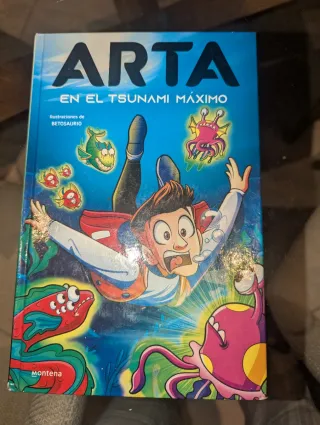 ARTA
EN EL TSUNAMI MÁXIMO
Ilustraciones de
BETOSAURIO
montena